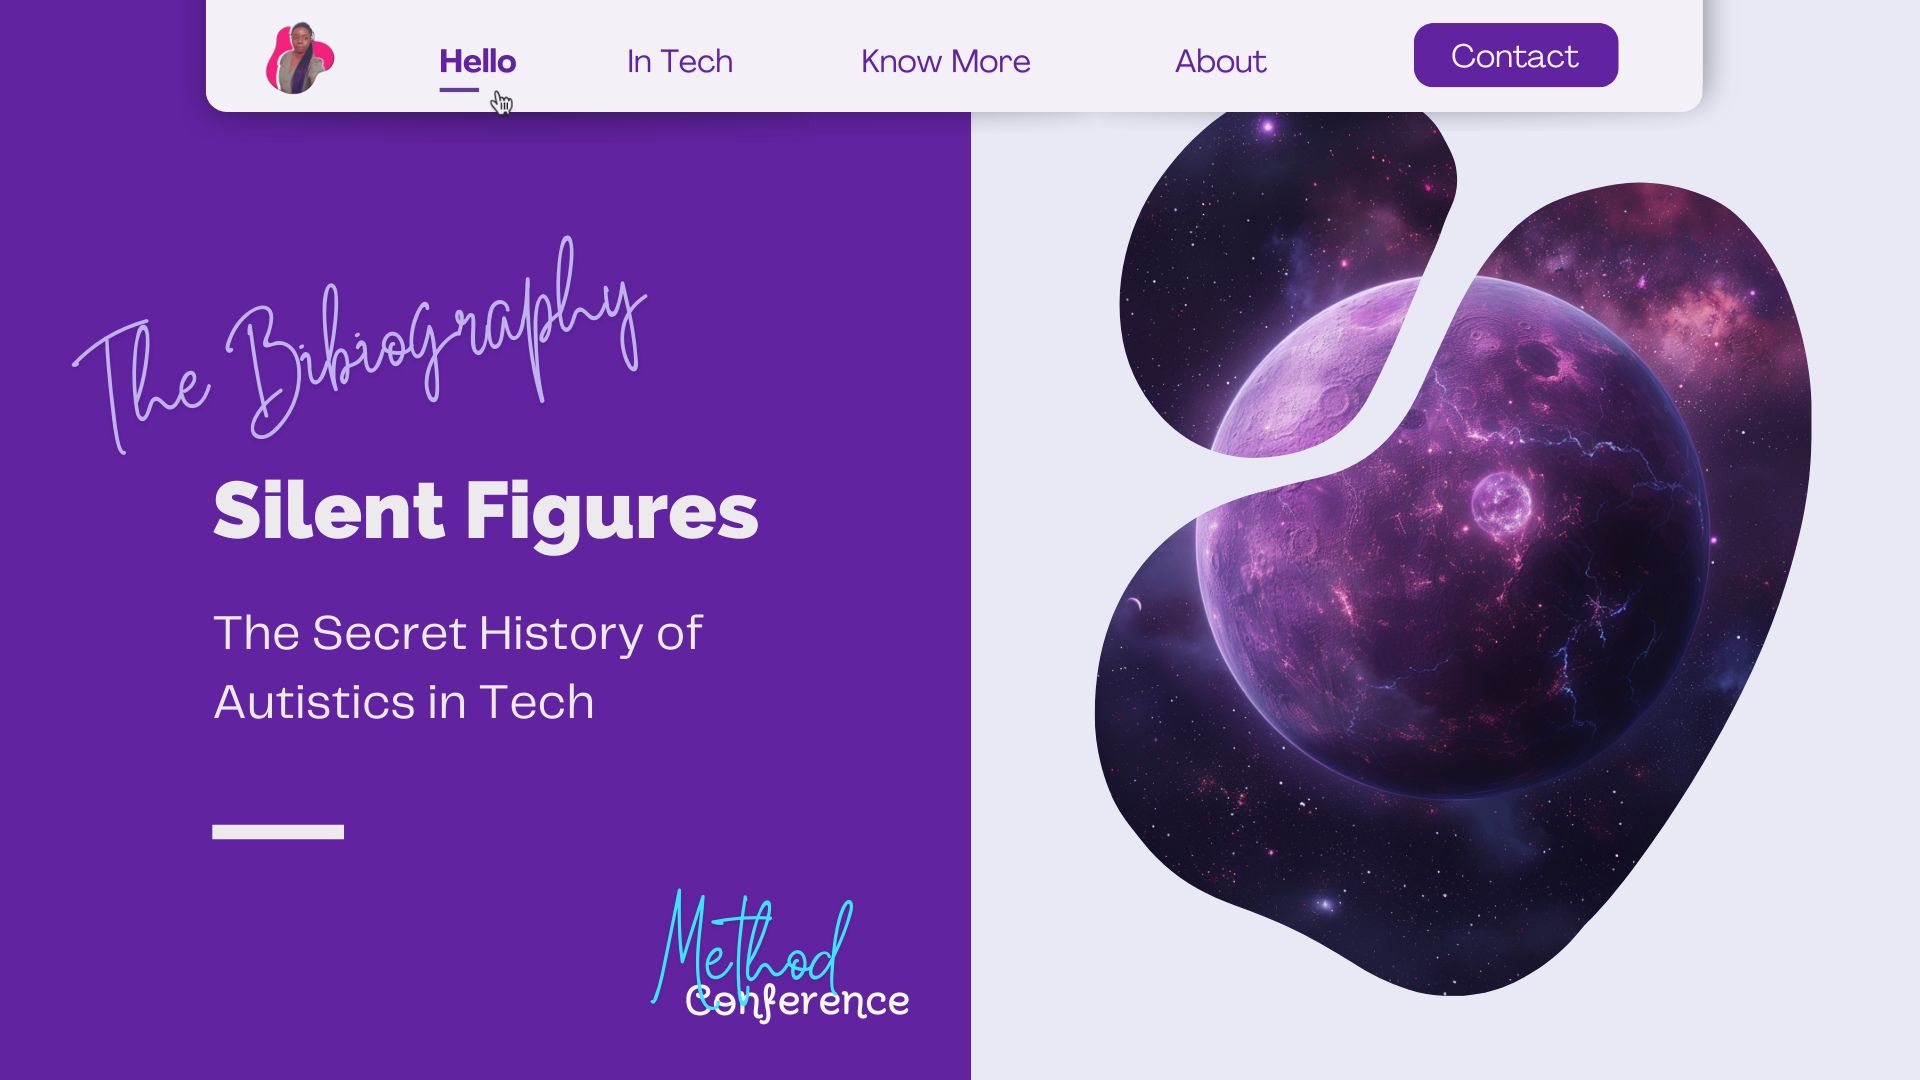 Hello
In Tech
Know More
About
Contact
The Bibiography
Silent Figures
The Secret History of
Autistics in Tech
Method
Conference